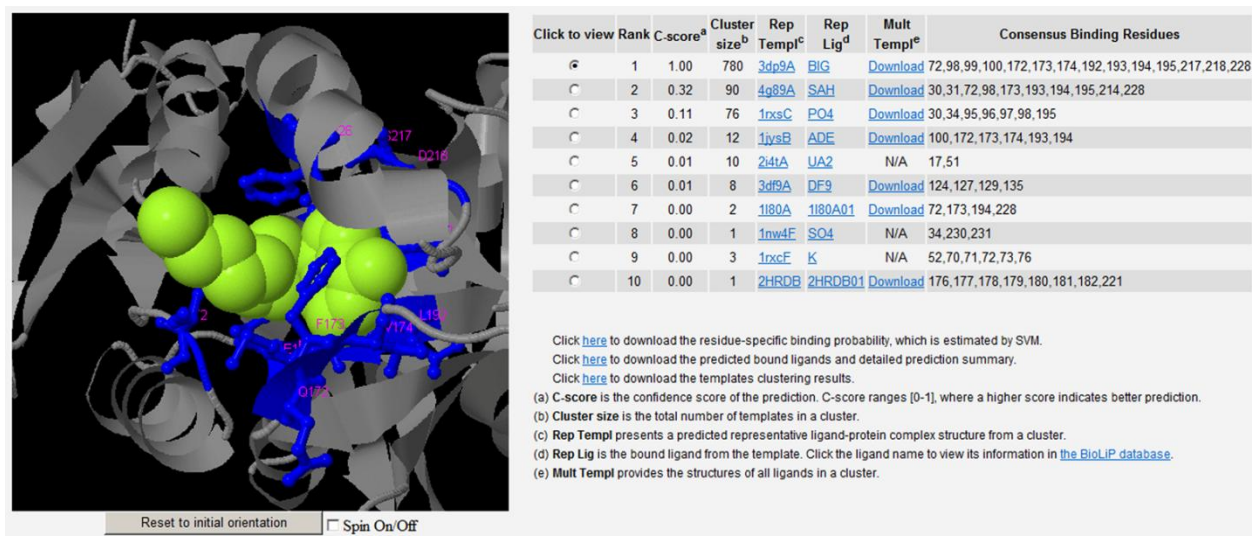 C217
D218
F173
V174
Reset to initial orientation
Spin On/Off
Click to view Rank C-scorea Cluster sizeb Rep Templc Rep Ligd Mult Temple Consensus Binding Residues
1 1.00 780 3dp9A BIG Download 72,98,99,100,172,173,174,192,193,194,195,217,218,228
2 0.32 90 4g89A SAH Download 30,31,72,98,173,193,194,195,214,228
3 0.11 76 1rxsC PO4 Download 30,34,95,96,97,98,195
4 0.02 12 1jysB ADE Download 100,172,173,174,193,194
5 0.01 10 2i4tA UA2 N/A 17,51
6 0.01 8 3df9A DF9 Download 124,127,129,135
7 0.00 2 1l80A 1l80A01 Download 72,173,194,228
8 0.00 1 1nw4F SO4 N/A 34,230,231
9 0.00 3 1rxcF K N/A 52,70,71,72,73,76
10 0.00 1 2HRDB 2HRDB01 Download 176,177,178,179,180,181,182,221
Click here to download the residue-specific binding probability, which is estimated by SVM.
Click here to download the predicted bound ligands and detailed prediction summary.
Click here to download the templates clustering results.
(a) C-score is the confidence score of the prediction. C-score ranges [0-1], where a higher score indicates better prediction.
(b) Cluster size is the total number of templates in a cluster.
(c) Rep Templ presents a predicted representative ligand-protein complex structure from a cluster.
(d) Rep Lig is the bound ligand from the template. Click the ligand name to view its information in the BioLiP database.
(e) Mult Templ provides the structures of all ligands in a cluster.